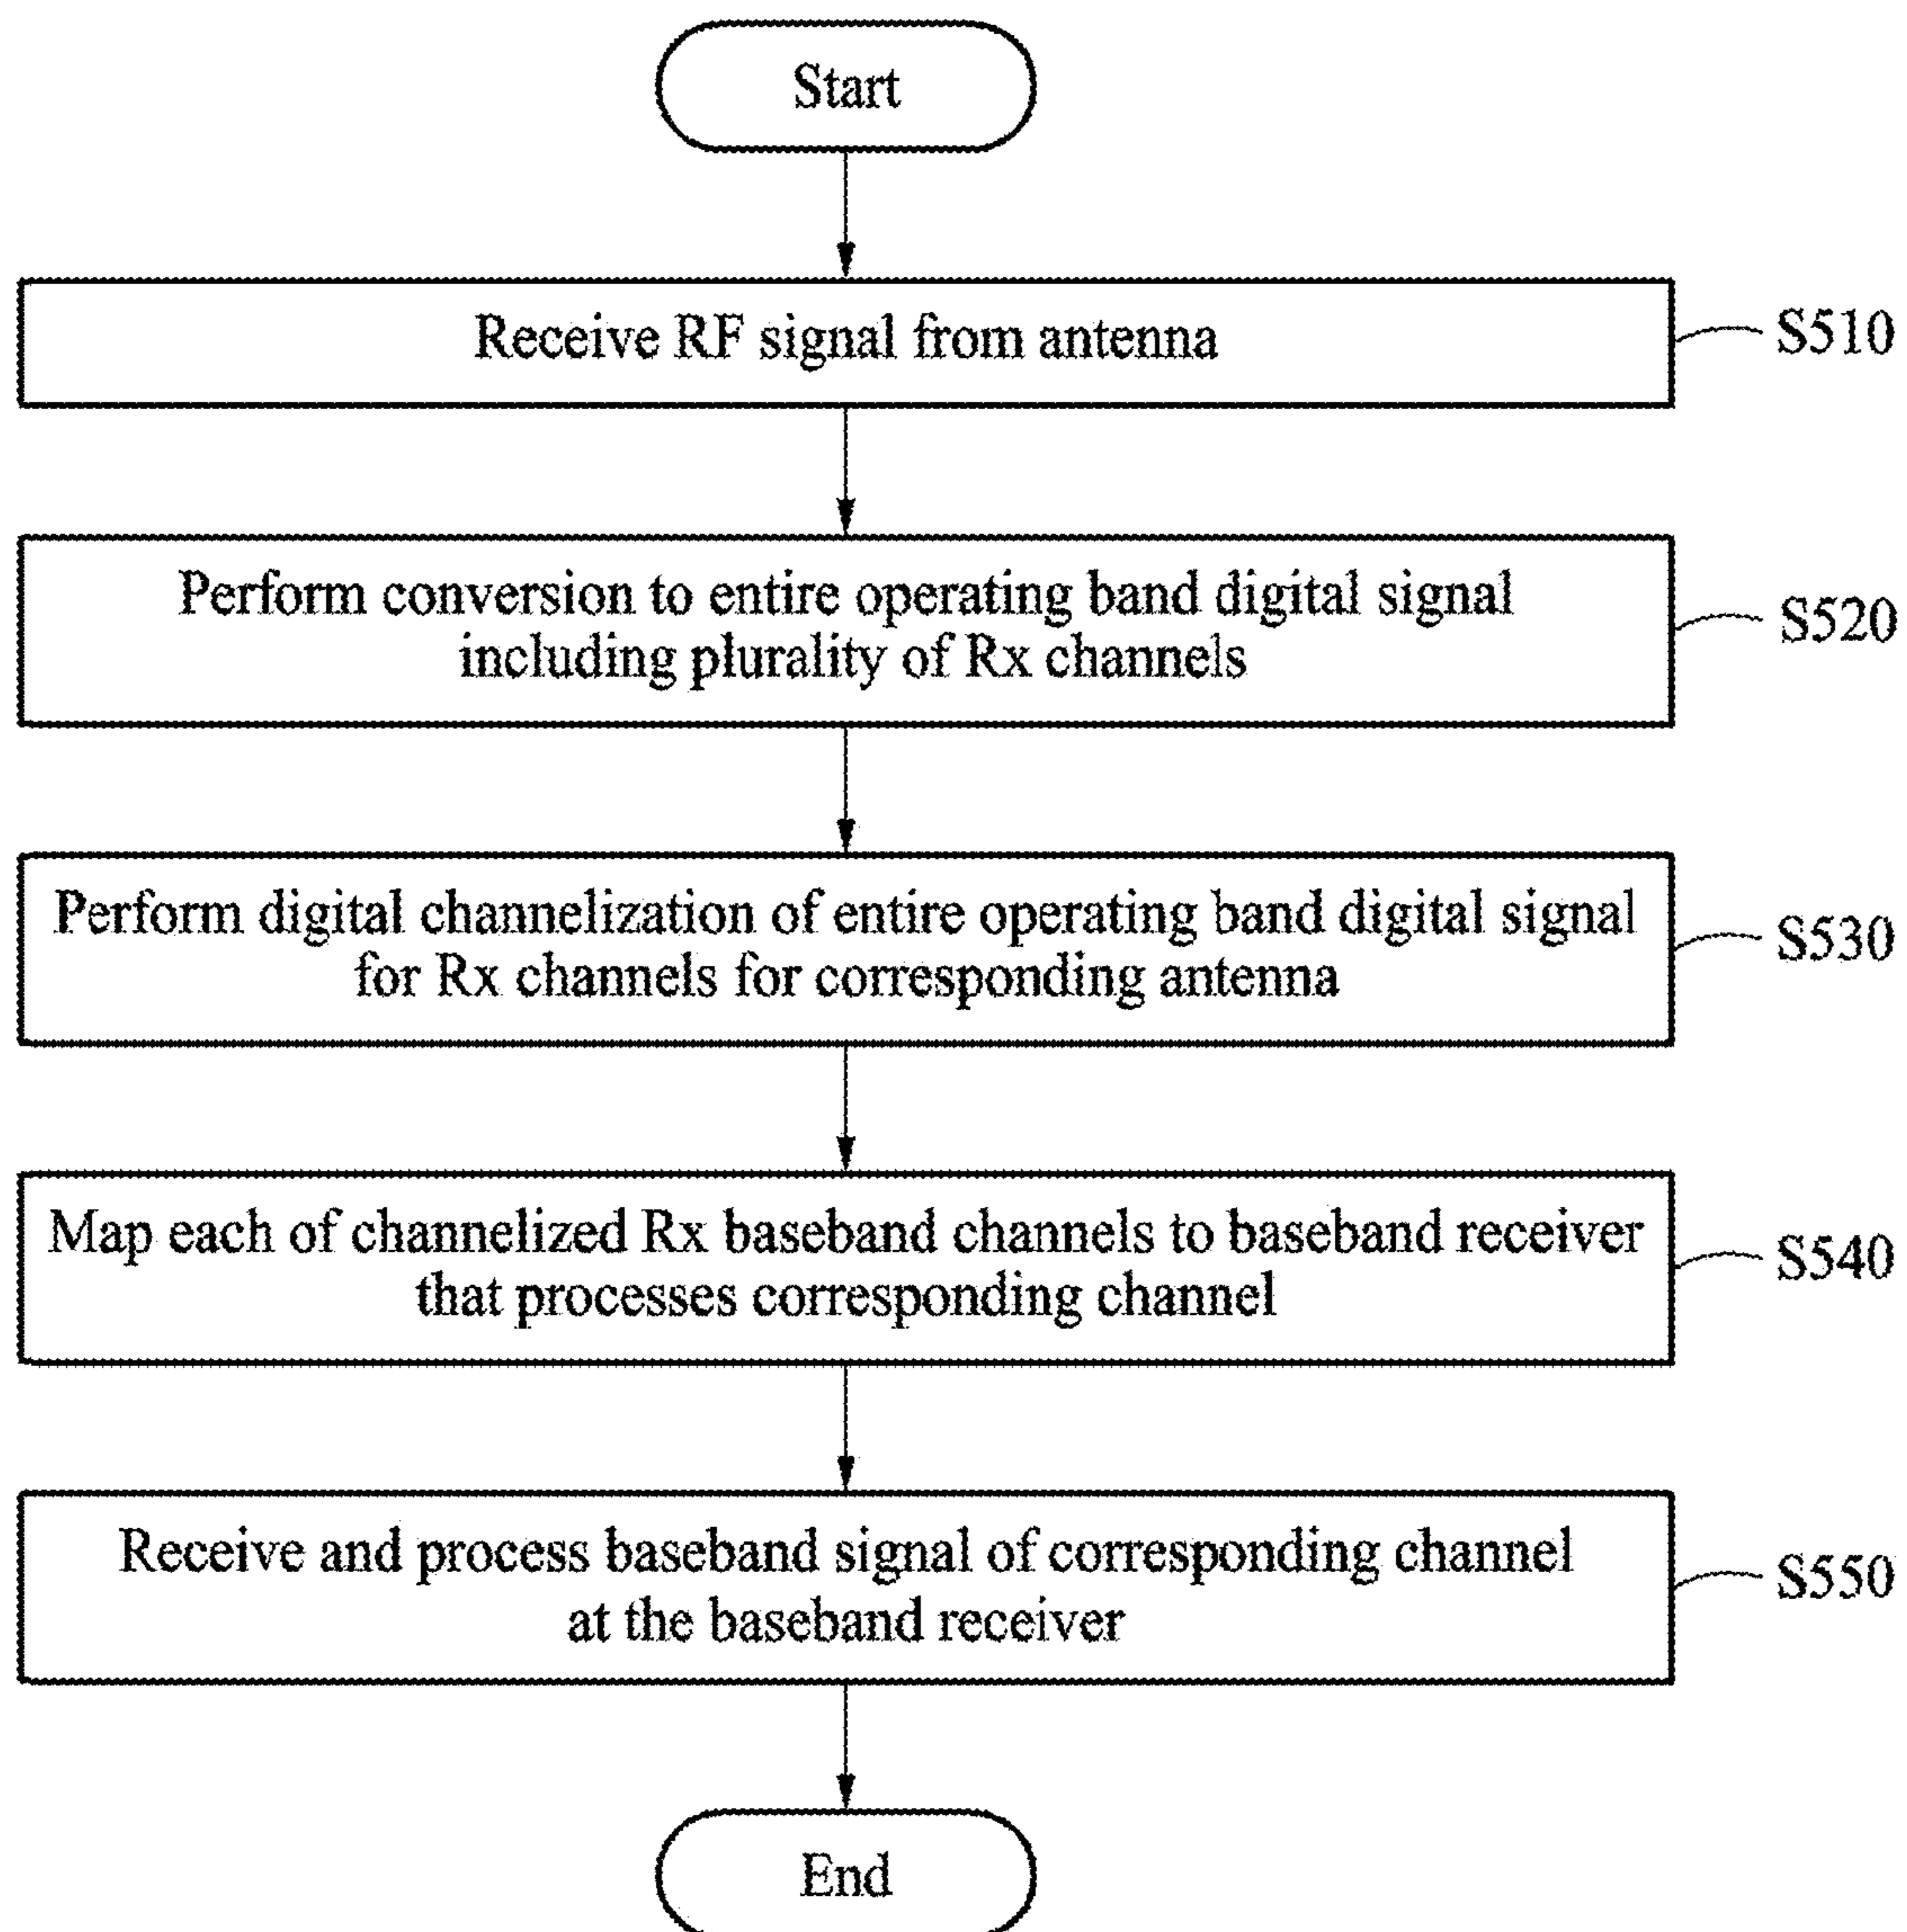 Start
Receive RF signal from antenna
S510
Perform conversion to entire operating band digital signal
including plurality of Rx channels
S520
Perform digital channelization of entire operating band digital signal
for Rx channels for corresponding antenna
S530
Map each of channelized Rx baseband channels to baseband receiver
that processes corresponding channel
S540
Receive and process baseband signal of corresponding channel
at the baseband receiver
S550
End